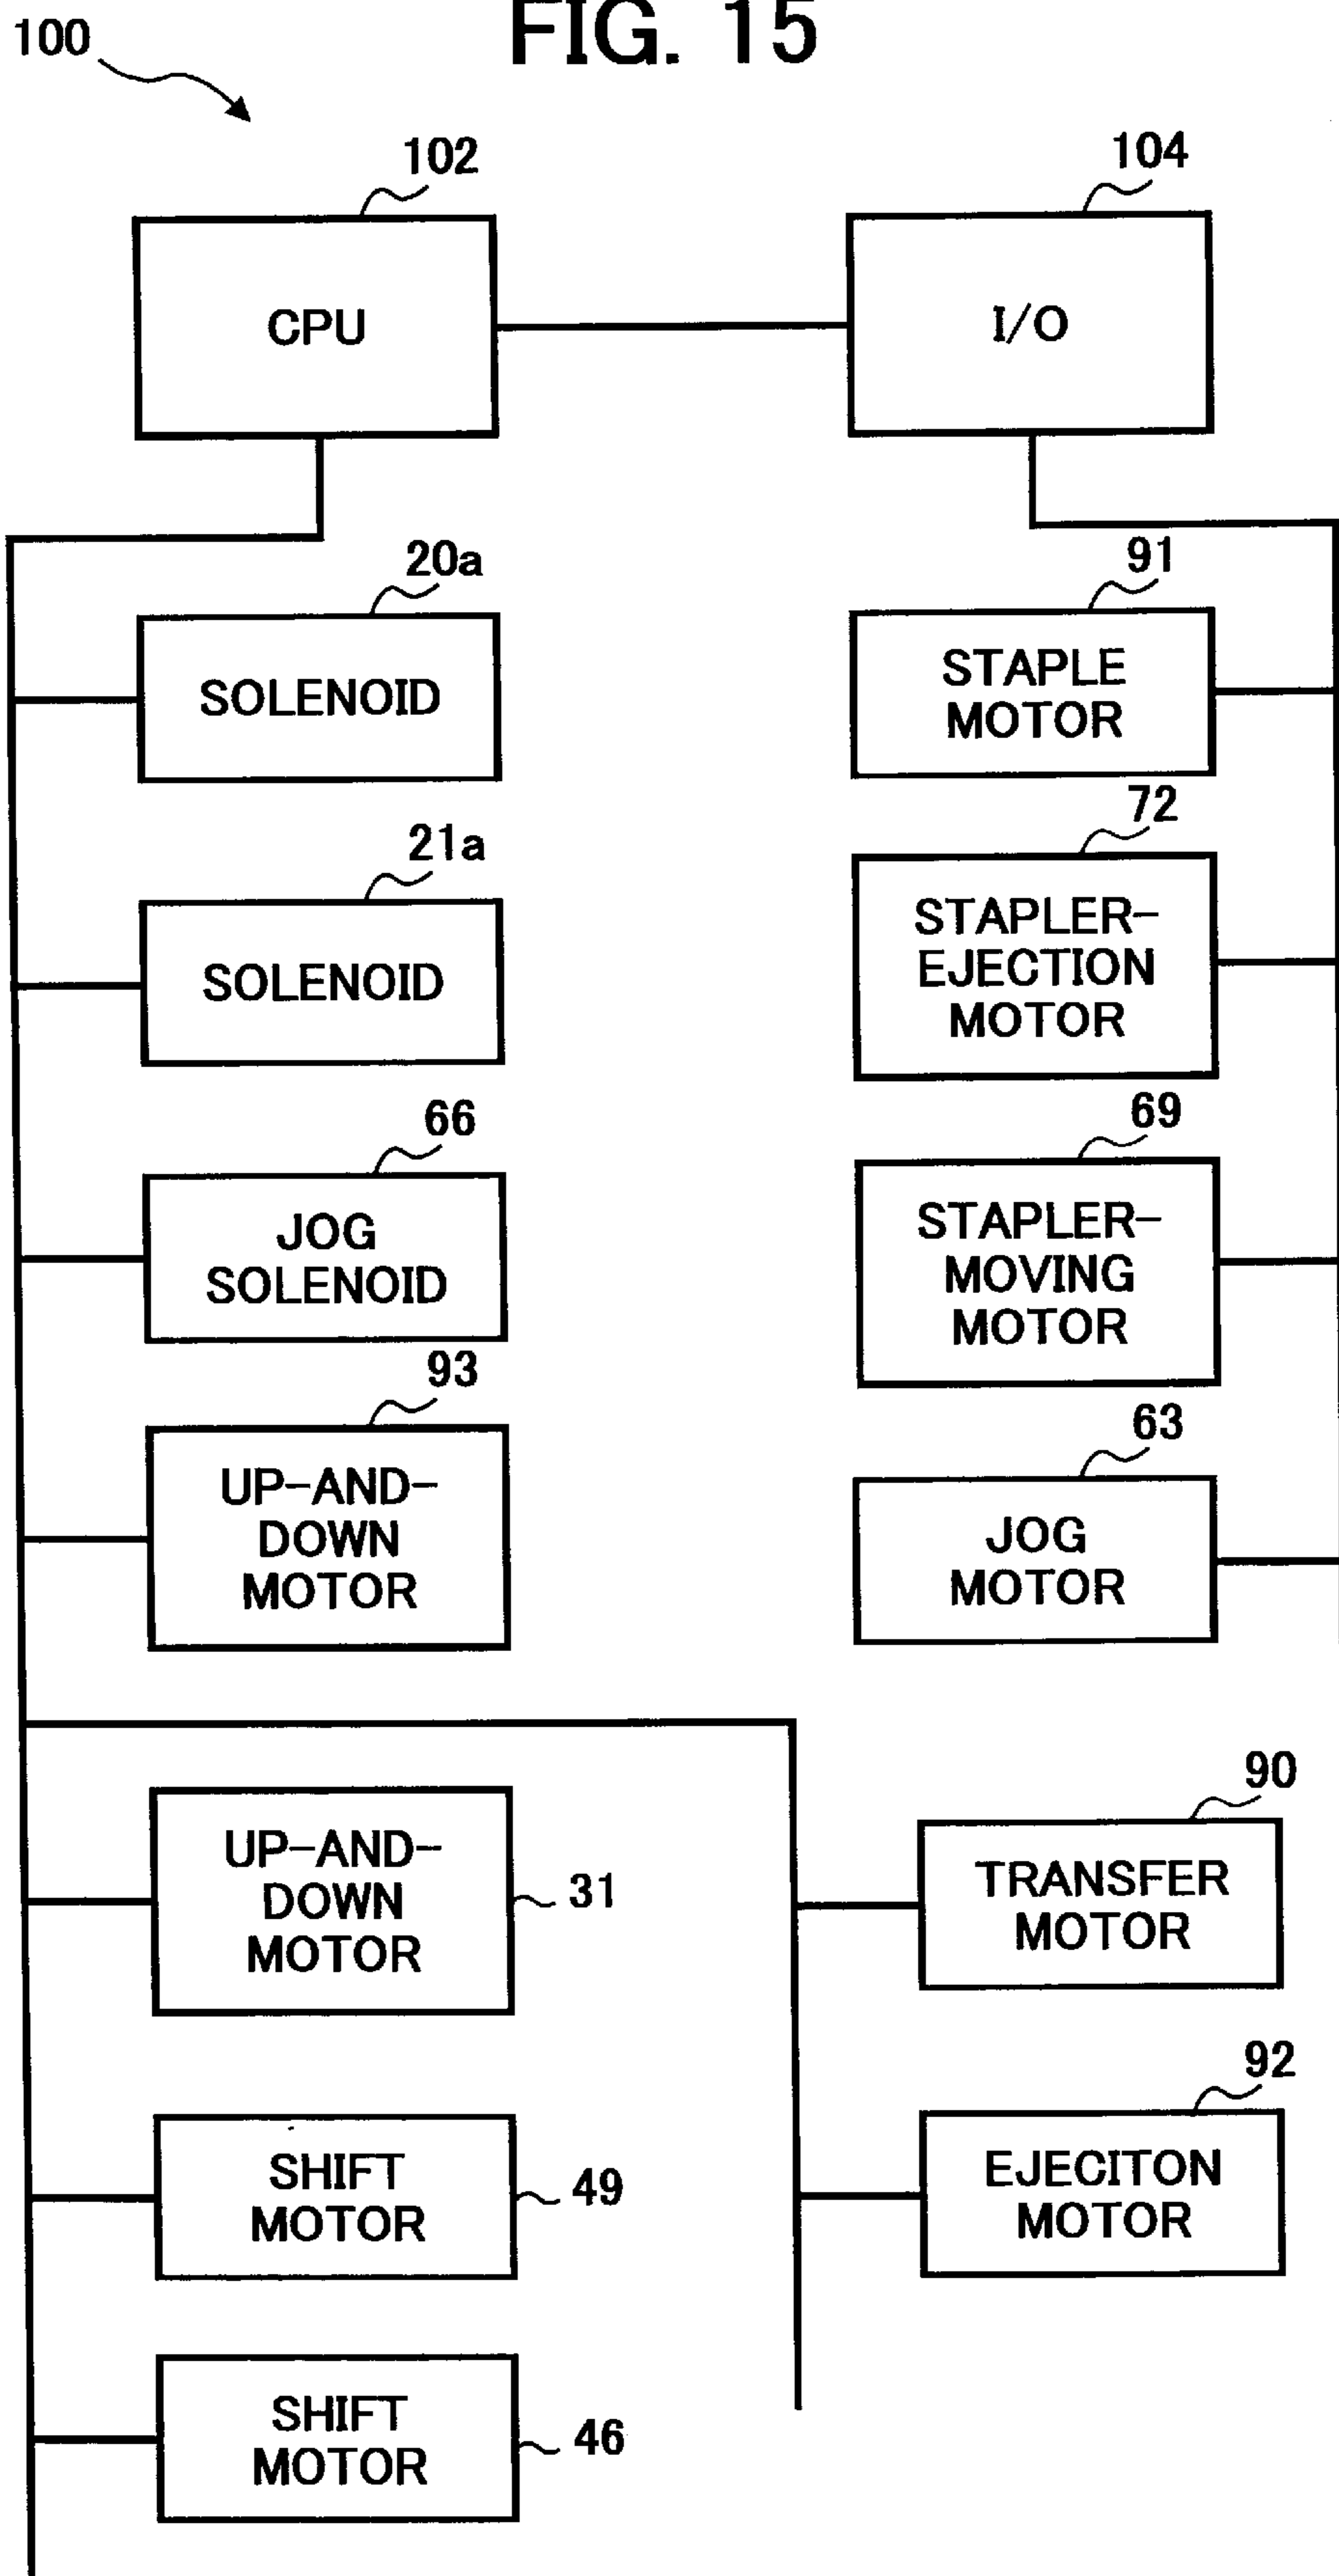 FIG. 15
100
102
CPU
104
I/O
20a
SOLENOID
21a
SOLENOID
66
JOG
SOLENOID
93
UP-AND-
DOWN
MOTOR
91
STAPLE
MOTOR
72
STAPLER-
EJECTION
MOTOR
69
STAPLER-
MOVING
MOTOR
63
JOG
MOTOR
UP-AND-
DOWN
MOTOR
31
SHIFT
MOTOR
49
SHIFT
MOTOR
46
90
TRANSFER
MOTOR
92
EJECITON
MOTOR